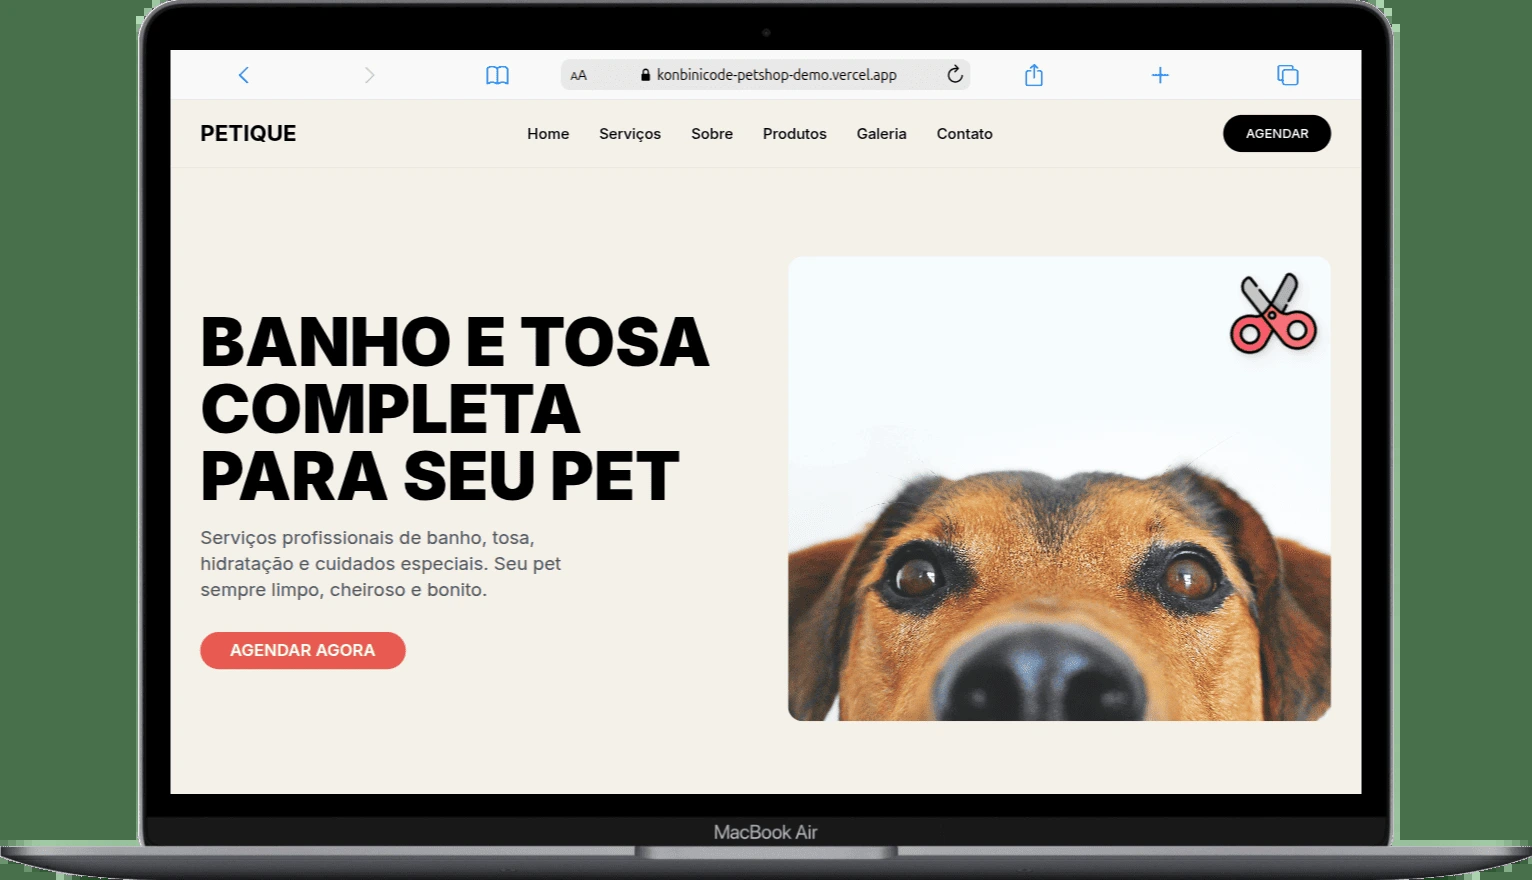 AA
konbinicode-petshop-demo.vercel.app
PETIQUE
Home
Serviços
Sobre
Produtos
Galeria
Contato
AGENDAR
BANHO E TOSA
COMPLETA
PARA SEU PET
Serviços profissionais de banho, tosa,
hidratação e cuidados especiais. Seu pet
sempre limpo, cheiroso e bonito.
AGENDAR AGORA
MacBook Air